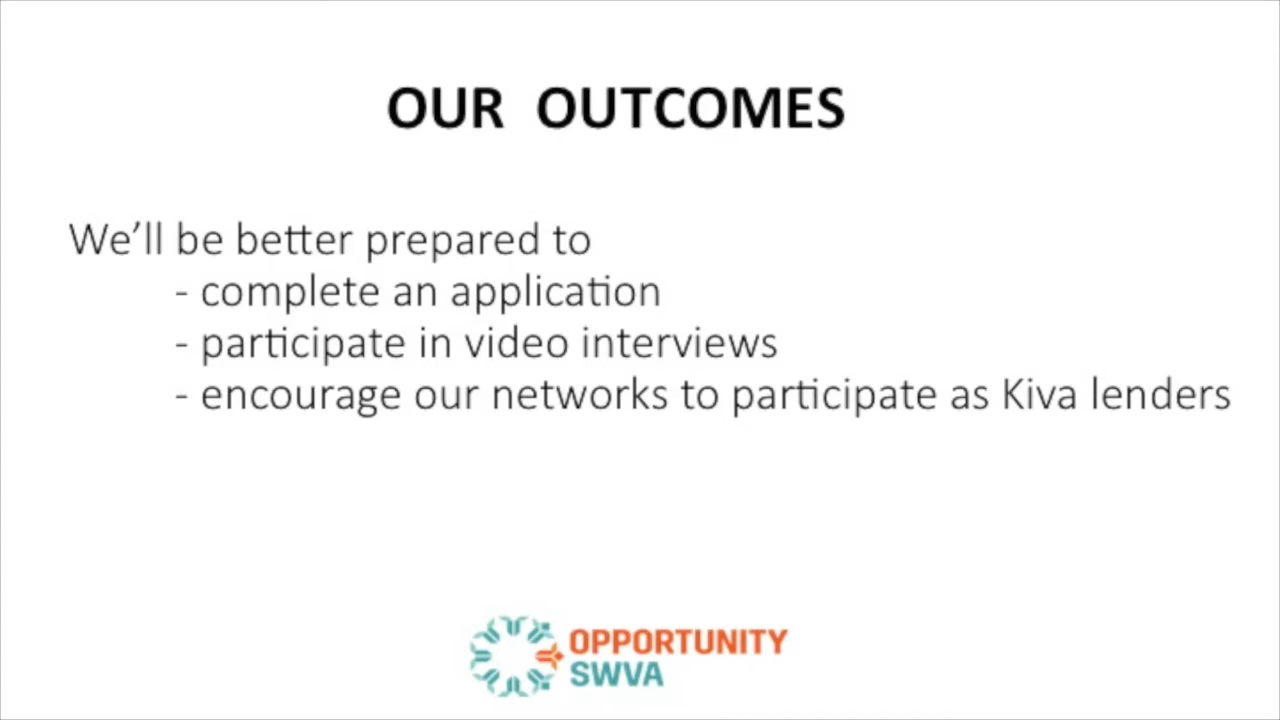 OUR OUTCOMES
We'll be better prepared to
- complete an application
- participate in video interviews
- encourage our networks to participate as Kiva lenders
OPPORTUNITY
SWVA